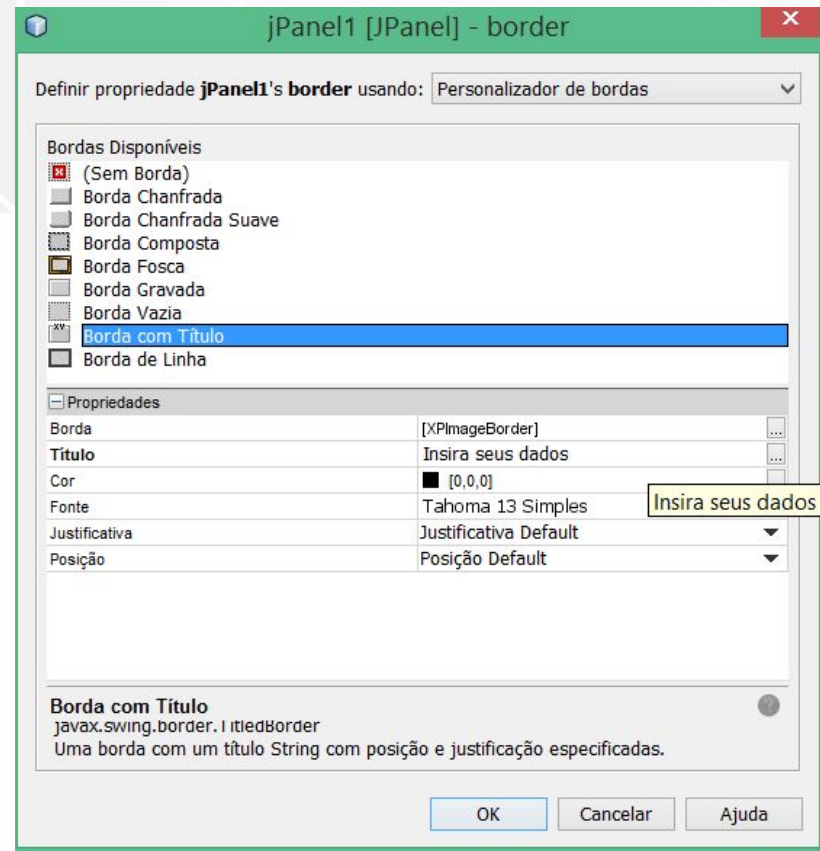 jPanel1 [JPanel] - border
x
Definir propriedade jPanel1's border usando: Personalizador de bordas
Bordas Disponíveis
(Sem Borda)
Borda Chanfrada
Borda Chanfrada Suave
Borda Composta
Borda Fosca
Borda Gravada
Borda Vazia
Borda com Título
Borda de Linha
Propriedades
Borda [XPImageBorder] ...
Título Insira seus dados ...
Cor [0,0,0]
Fonte Tahoma 13 Simples
Insira seus dados
Justificativa Justificativa Default
Posição Posição Default
Borda com Título
javax.swing.border.TitledBorder
Uma borda com um título String com posição e justificação especificadas.
OK Cancelar Ajuda